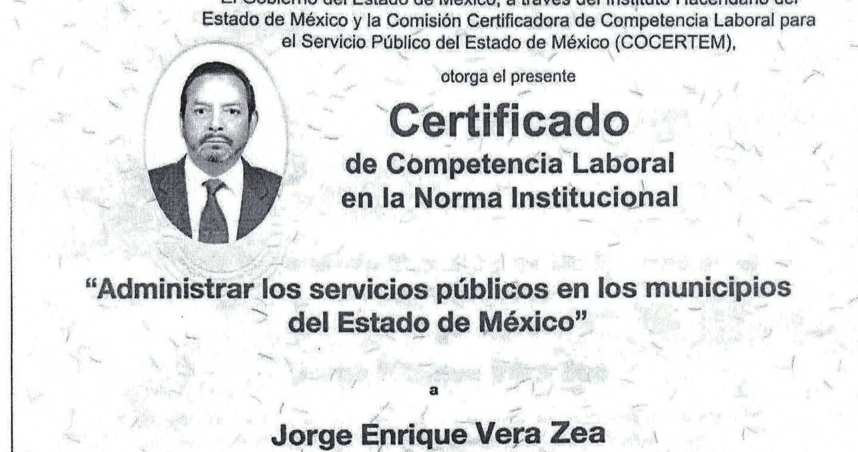 El Gobierno del Estado de México, a través del Instituto Hacendario del
Estado de México y la Comisión Certificadora de Competencia Laboral para
el Servicio Público del Estado de México (COCERTEM),
otorga el presente
Certificado
de Competencia Laboral
en la Norma Institucional
“Administrar los servicios públicos en los municipios
del Estado de México”
a
Jorge Enrique Vera Zea